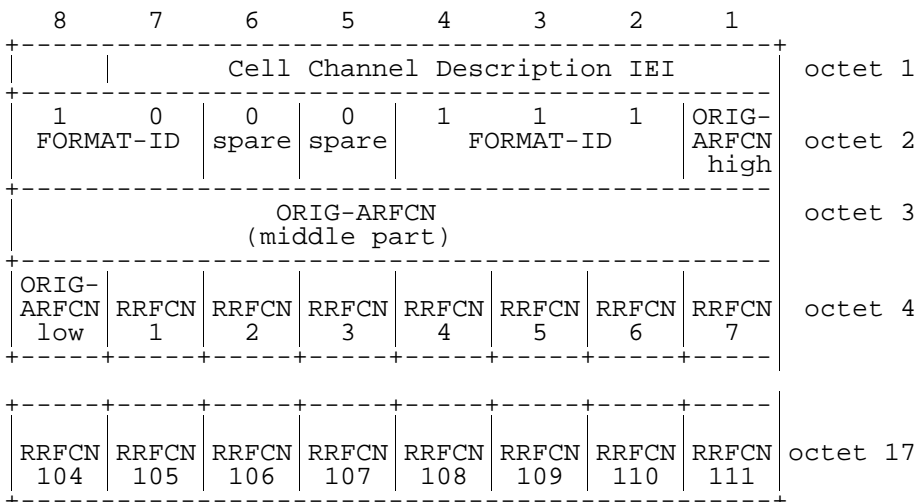 8 7 6 5 4 3 2 1
Cell Channel Description IEI octet 1
1 0 0 0 1 1 1 ORIG-
FORMAT-ID spare spare FORMAT-ID ARFCN octet 2
high
ORIG-ARFCN octet 3
(middle part)
ORIG-
ARFCN RRFCN RRFCN RRFCN RRFCN RRFCN RRFCN RRFCN octet 4
low 1 2 3 4 5 6 7
RRFCN RRFCN RRFCN RRFCN RRFCN RRFCN RRFCN RRFCN octet 17
104 105 106 107 108 109 110 111